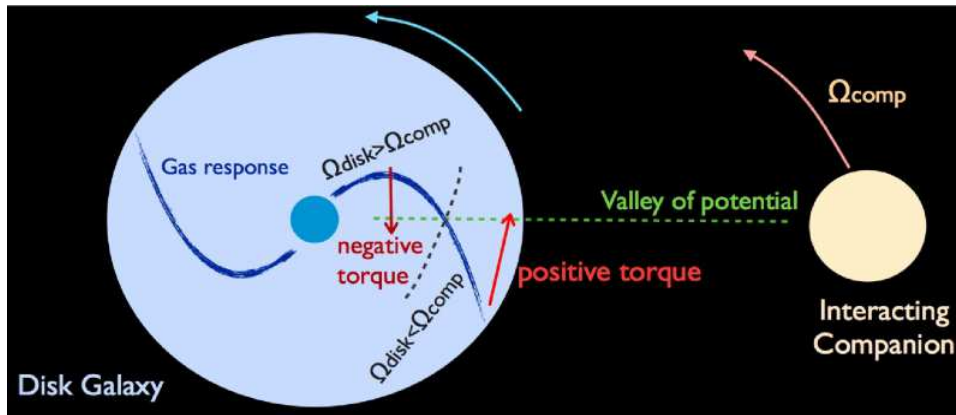 Ωcomp
Ωdisk>Ωcomp
Gas response
Valley of potential
negative
torque
positive torque
Ωdisk<Ωcomp
Interacting
Companion
Disk Galaxy